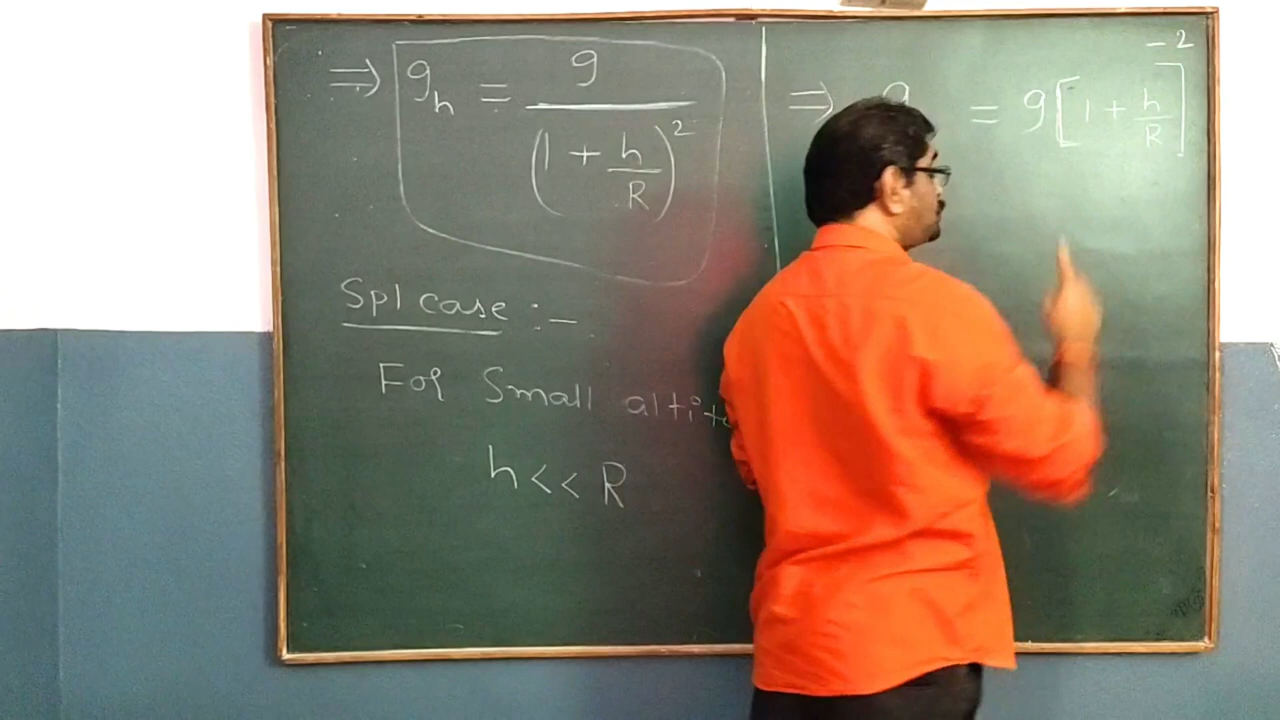 ⇒ g_h = g / (1 + h/R)²
Spl case :-
For Small altit
h << R
⇒ g = g [1 + h/R]⁻²